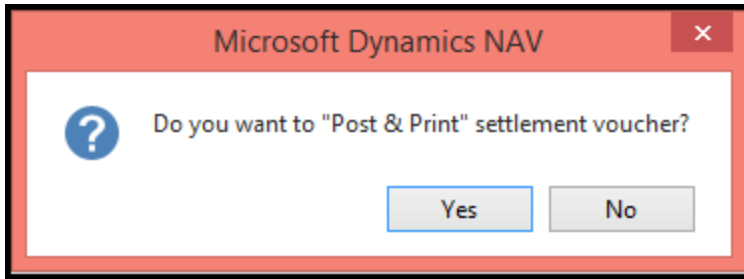 Microsoft Dynamics NAV
Do you want to "Post & Print" settlement voucher?
Yes
No